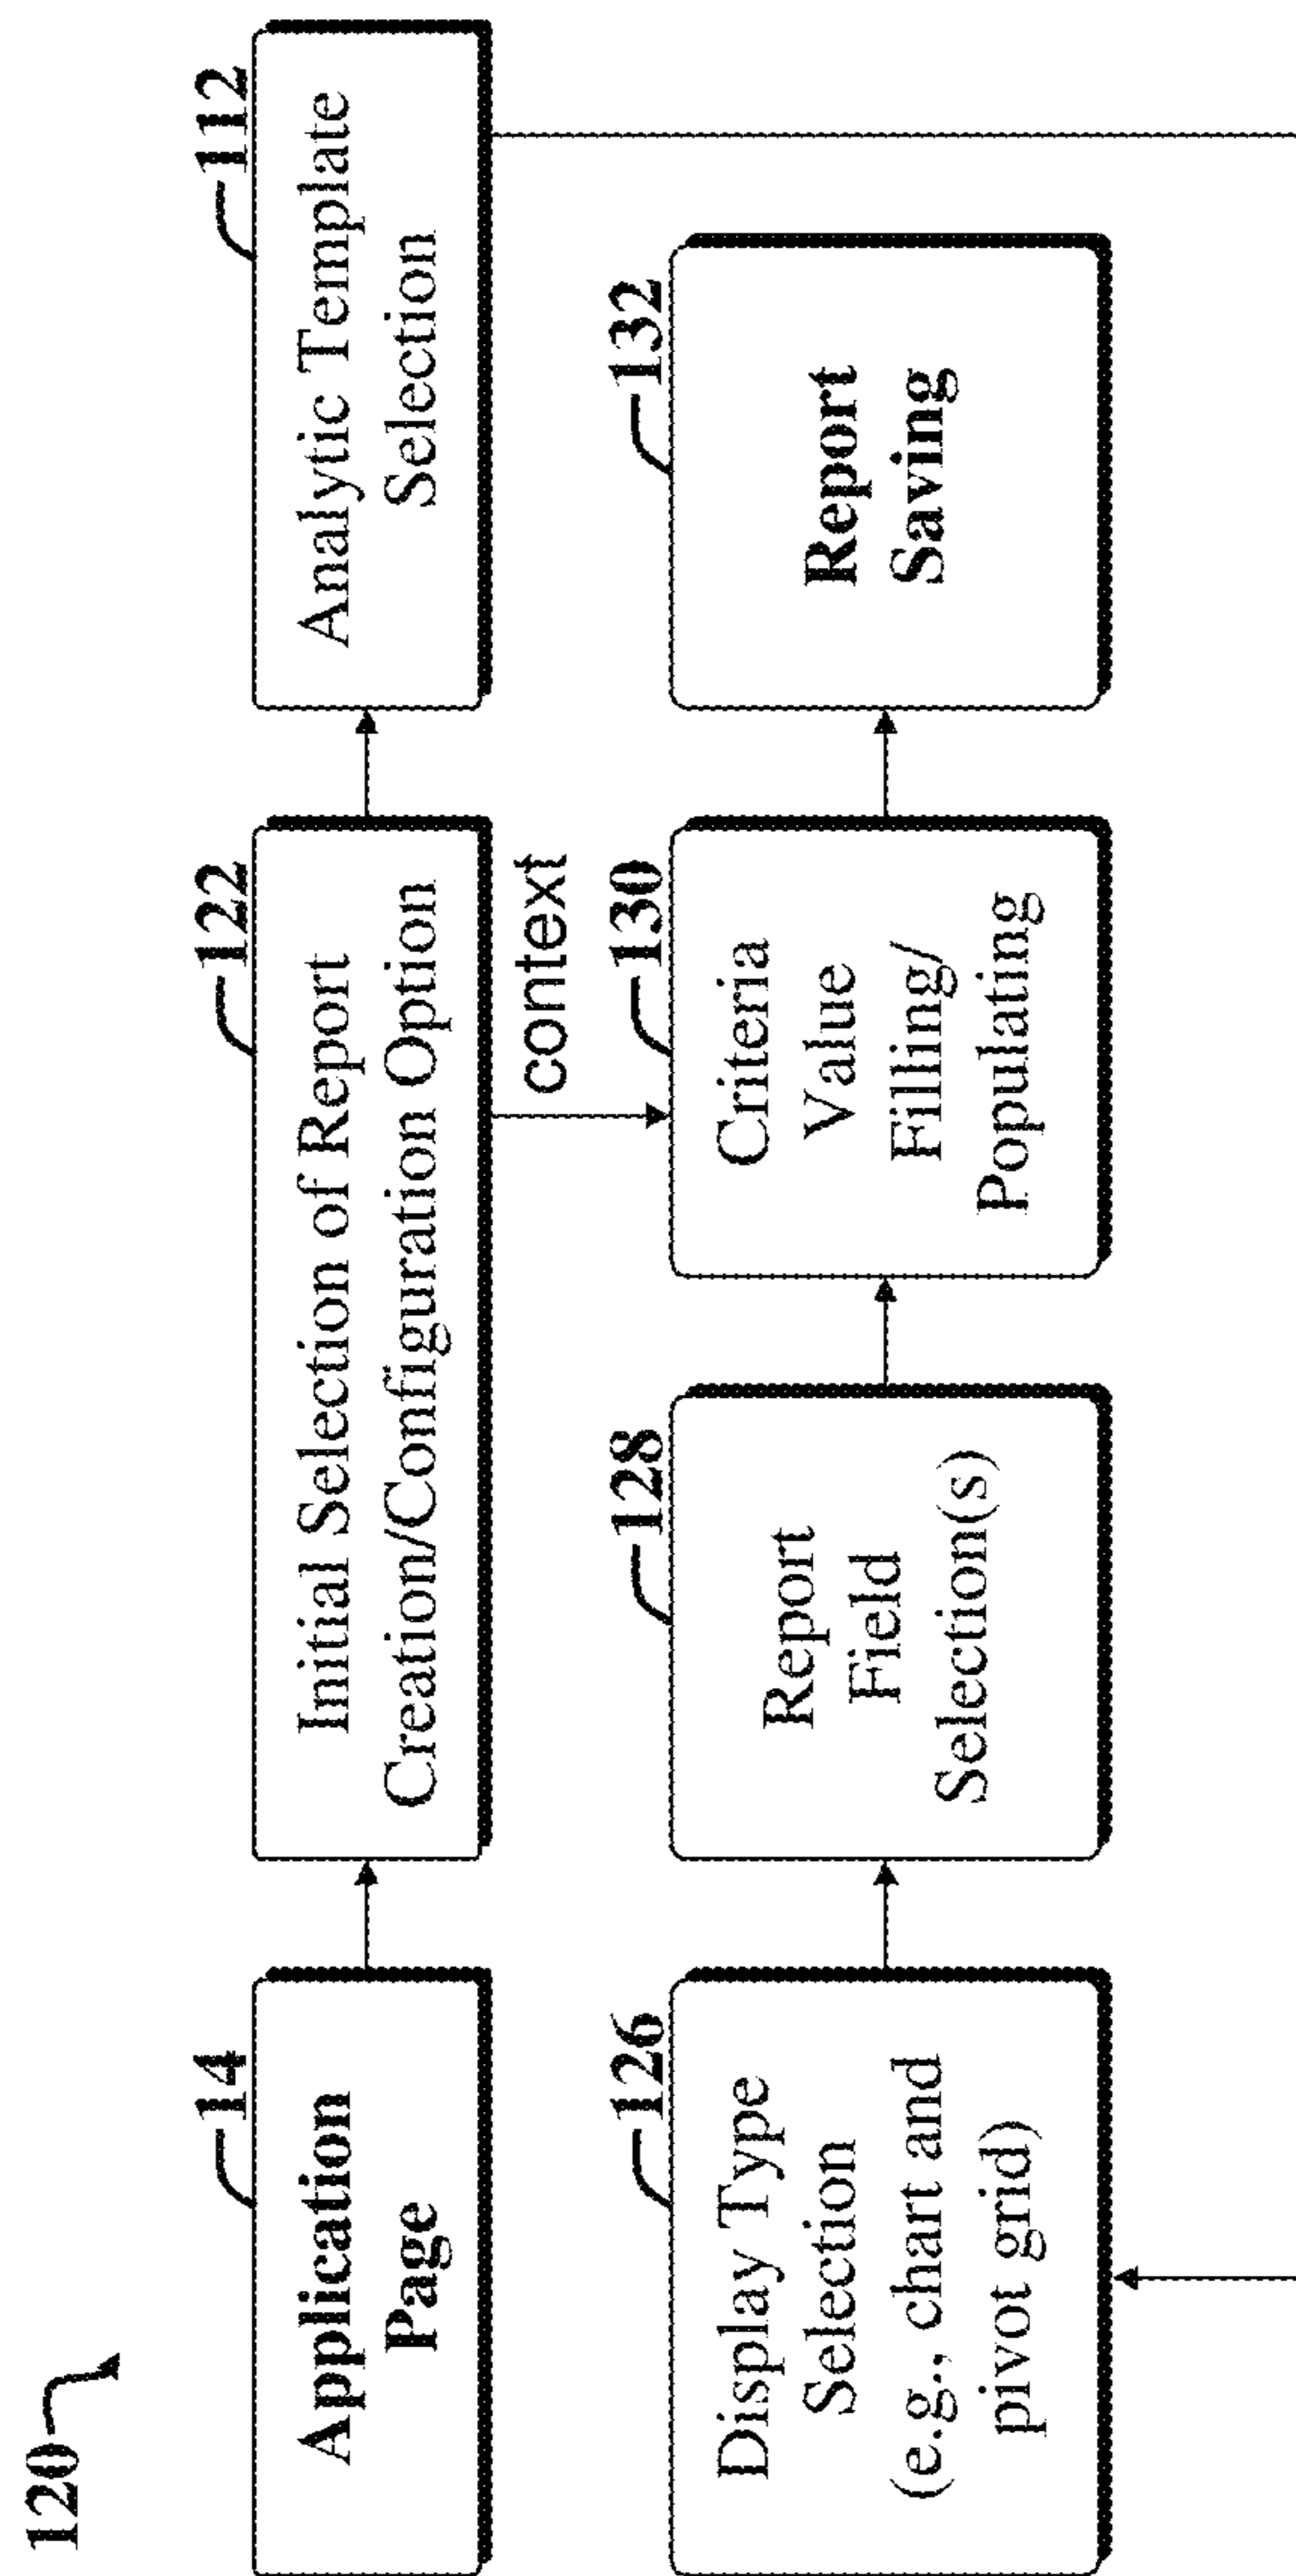 120
14
Application
Page
122
Initial Selection of Report
Creation/Configuration Option
112
Analytic Template
Selection
context
126
Display Type
Selection
(e.g., chart and
pivot grid)
128
Report
Field
Selection(s)
130
Criteria
Value
Filling/
Populating
132
Report
Saving